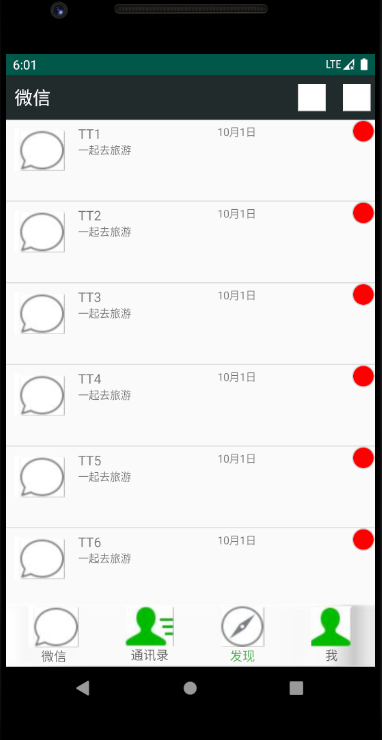 6:01 LTE
微信
TT1 10月1日
一起去旅游
TT2 10月1日
一起去旅游
TT3 10月1日
一起去旅游
TT4 10月1日
一起去旅游
TT5 10月1日
一起去旅游
TT6 10月1日
一起去旅游
微信 通讯录 发现 我